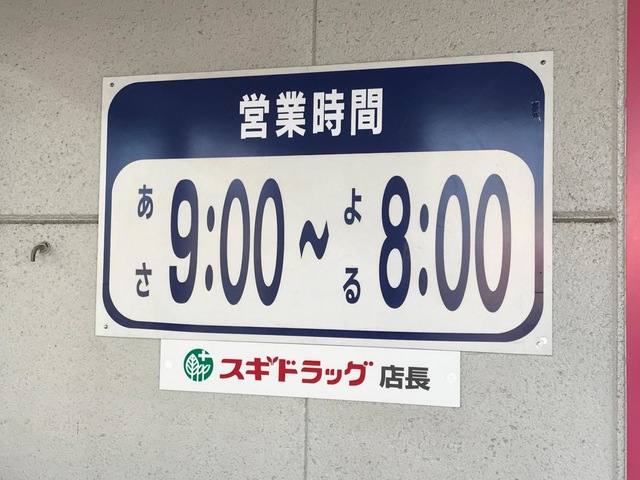 営業時間
あさ 9:00~よる 8:00
スギドラッグ 店長